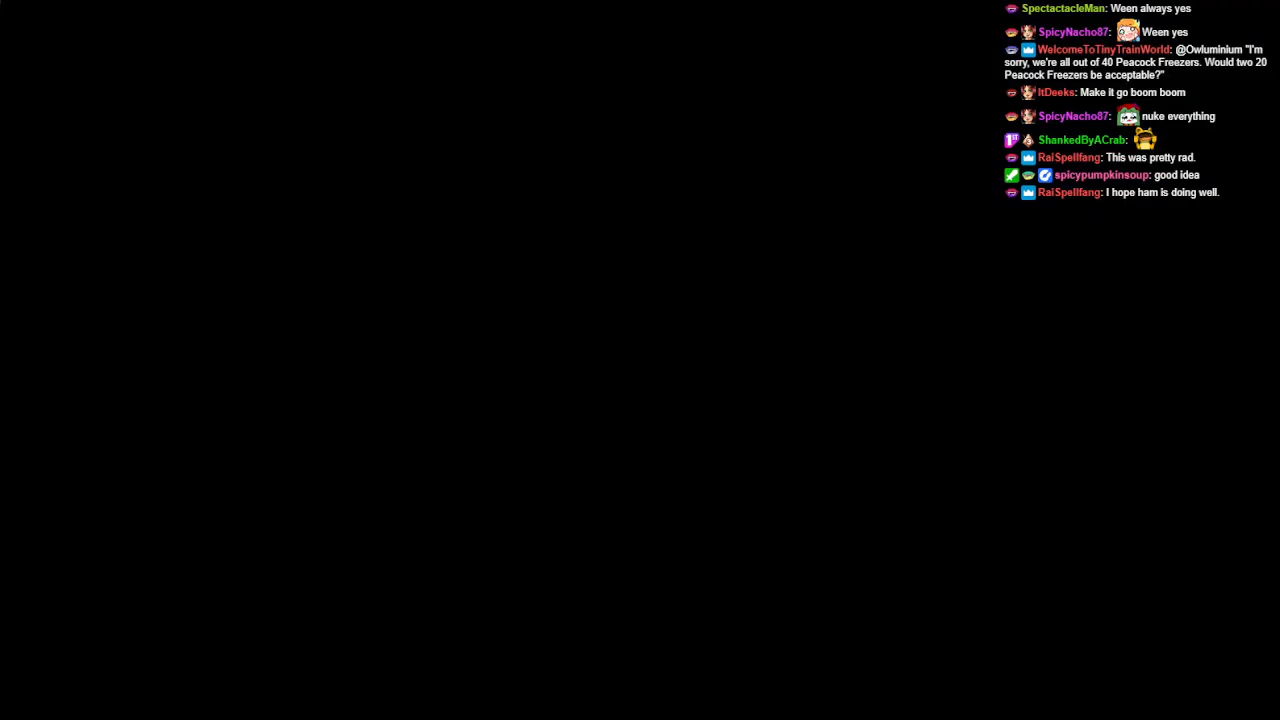 SpectactacleMan: Ween always yes
SpicyNacho87: Ween yes
WelcomeToTinyTrainWorld: @Owluminium "I'm
sorry, we're all out of 40 Peacock Freezers. Would two 20
Peacock Freezers be acceptable?"
ItDeeks: Make it go boom boom
SpicyNacho87: nuke everything
1ST ShankedByACrab:
RaiSpellfang: This was pretty rad.
spicypumpkinsoup: good idea
RaiSpellfang: I hope ham is doing well.